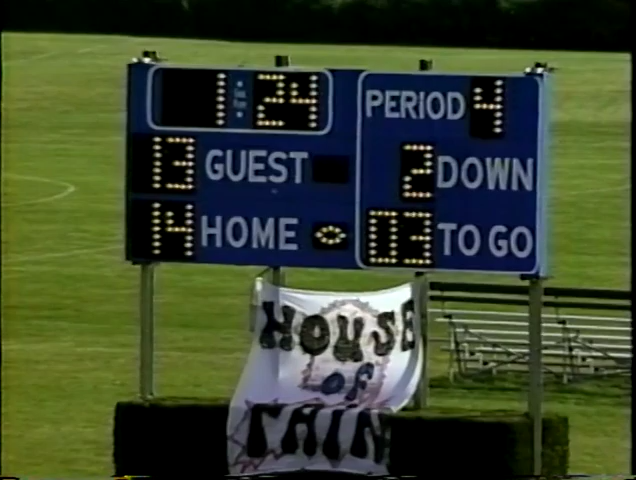 1:24
PERIOD 4
13 GUEST
2 DOWN
14 HOME
03 TO GO
HOUSE
of
PAIN